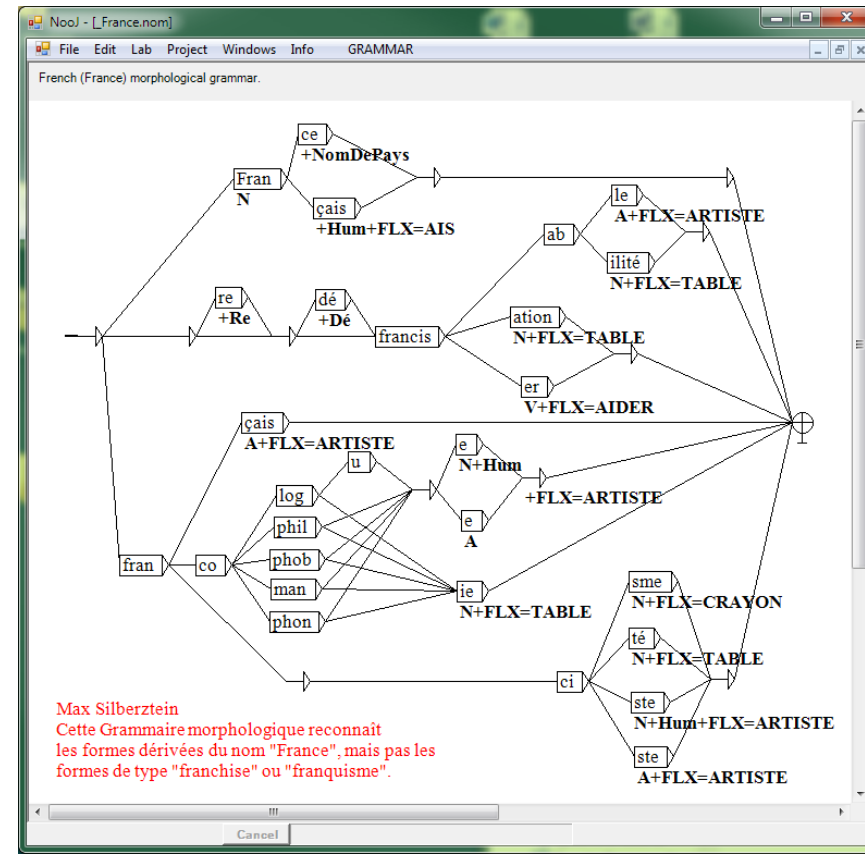 NooJ - [_France.nom]
File Edit Lab Project Windows Info GRAMMAR
French (France) morphological grammar.
ce
+NomDePays
Fran
N
çais
+Hum+FLX=AIS
le
A+FLX=ARTISTE
ab
ilité
N+FLX=TABLE
re
+Re
dé
+Dé
francis
ation
N+FLX=TABLE
er
V+FLX=AIDER
çais
A+FLX=ARTISTE
u
e
N+Hum
log
+FLX=ARTISTE
phil
e
A
fran
co
phob
man
ie
N+FLX=TABLE
phon
sme
N+FLX=CRAYON
té
N+FLX=TABLE
ci
ste
N+Hum+FLX=ARTISTE
ste
A+FLX=ARTISTE
Max Silberztein
Cette Grammaire morphologique reconnaît
les formes dérivées du nom "France", mais pas les
formes de type "franchise" ou "franquisme".
Cancel